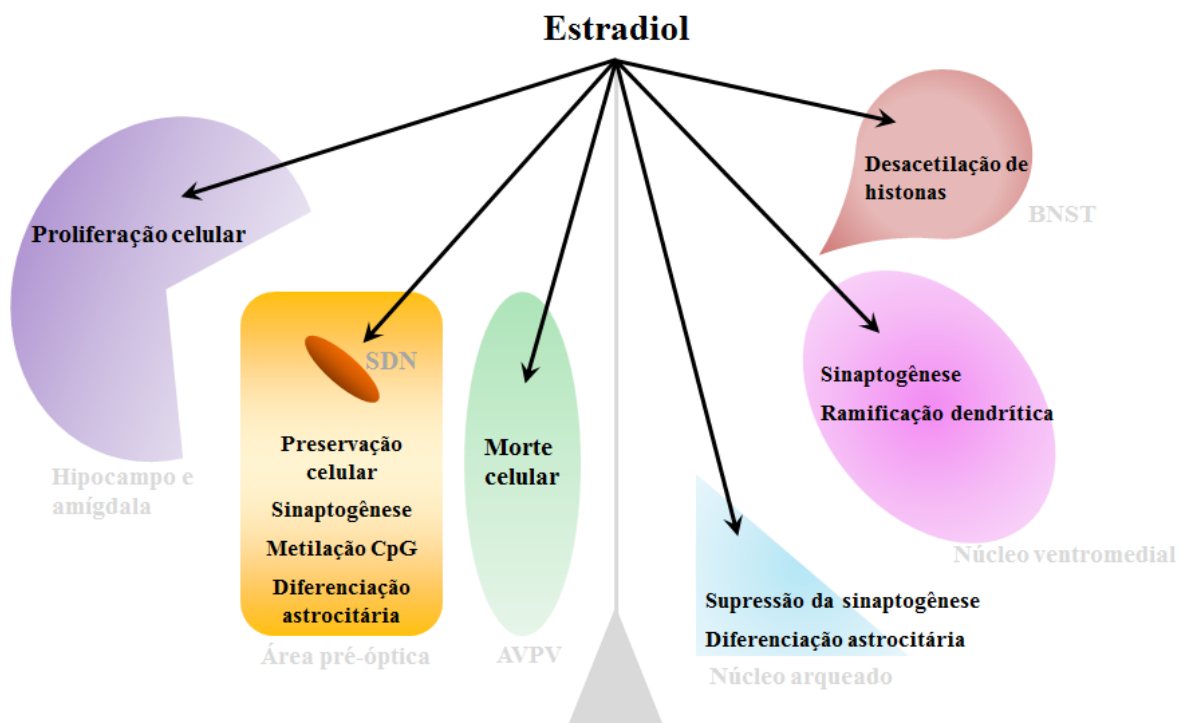 Estradiol
Proliferação celular
Hipocampo e
amígdala
SDN
Preservação
celular
Sinaptogênese
Metilação CpG
Diferenciação
astrocitária
Área pré-óptica
Morte
celular
AVPV
Desacetilação de
histonas
BNST
Sinaptogênese
Ramificação dendrítica
Núcleo ventromedial
Supressão da sinaptogênese
Diferenciação astrocitária
Núcleo arqueado